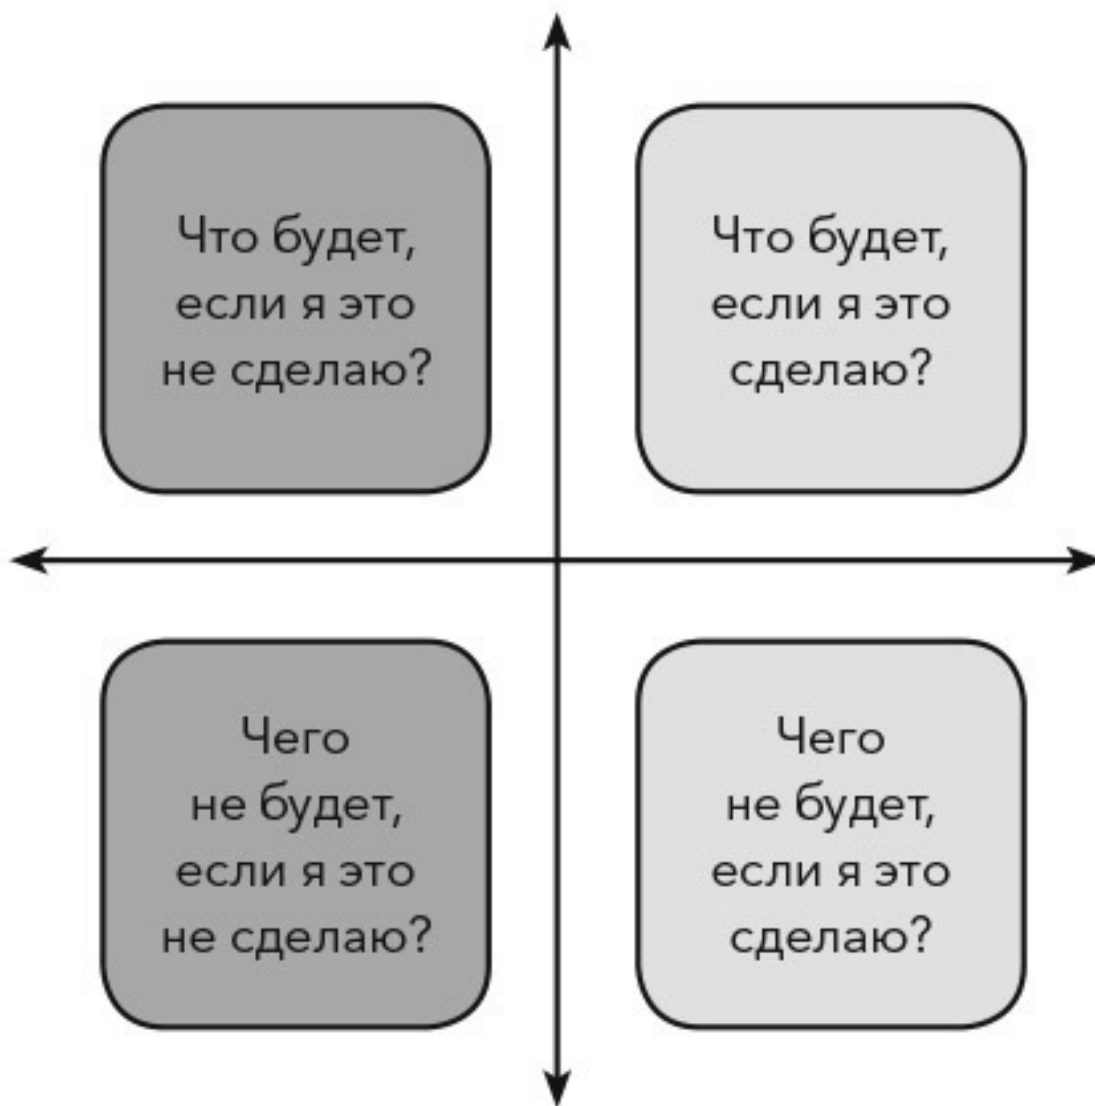 Что будет,
если я это
не сделаю?
Что будет,
если я это
сделаю?
Чего
не будет,
если я это
не сделаю?
Чего
не будет,
если я это
сделаю?